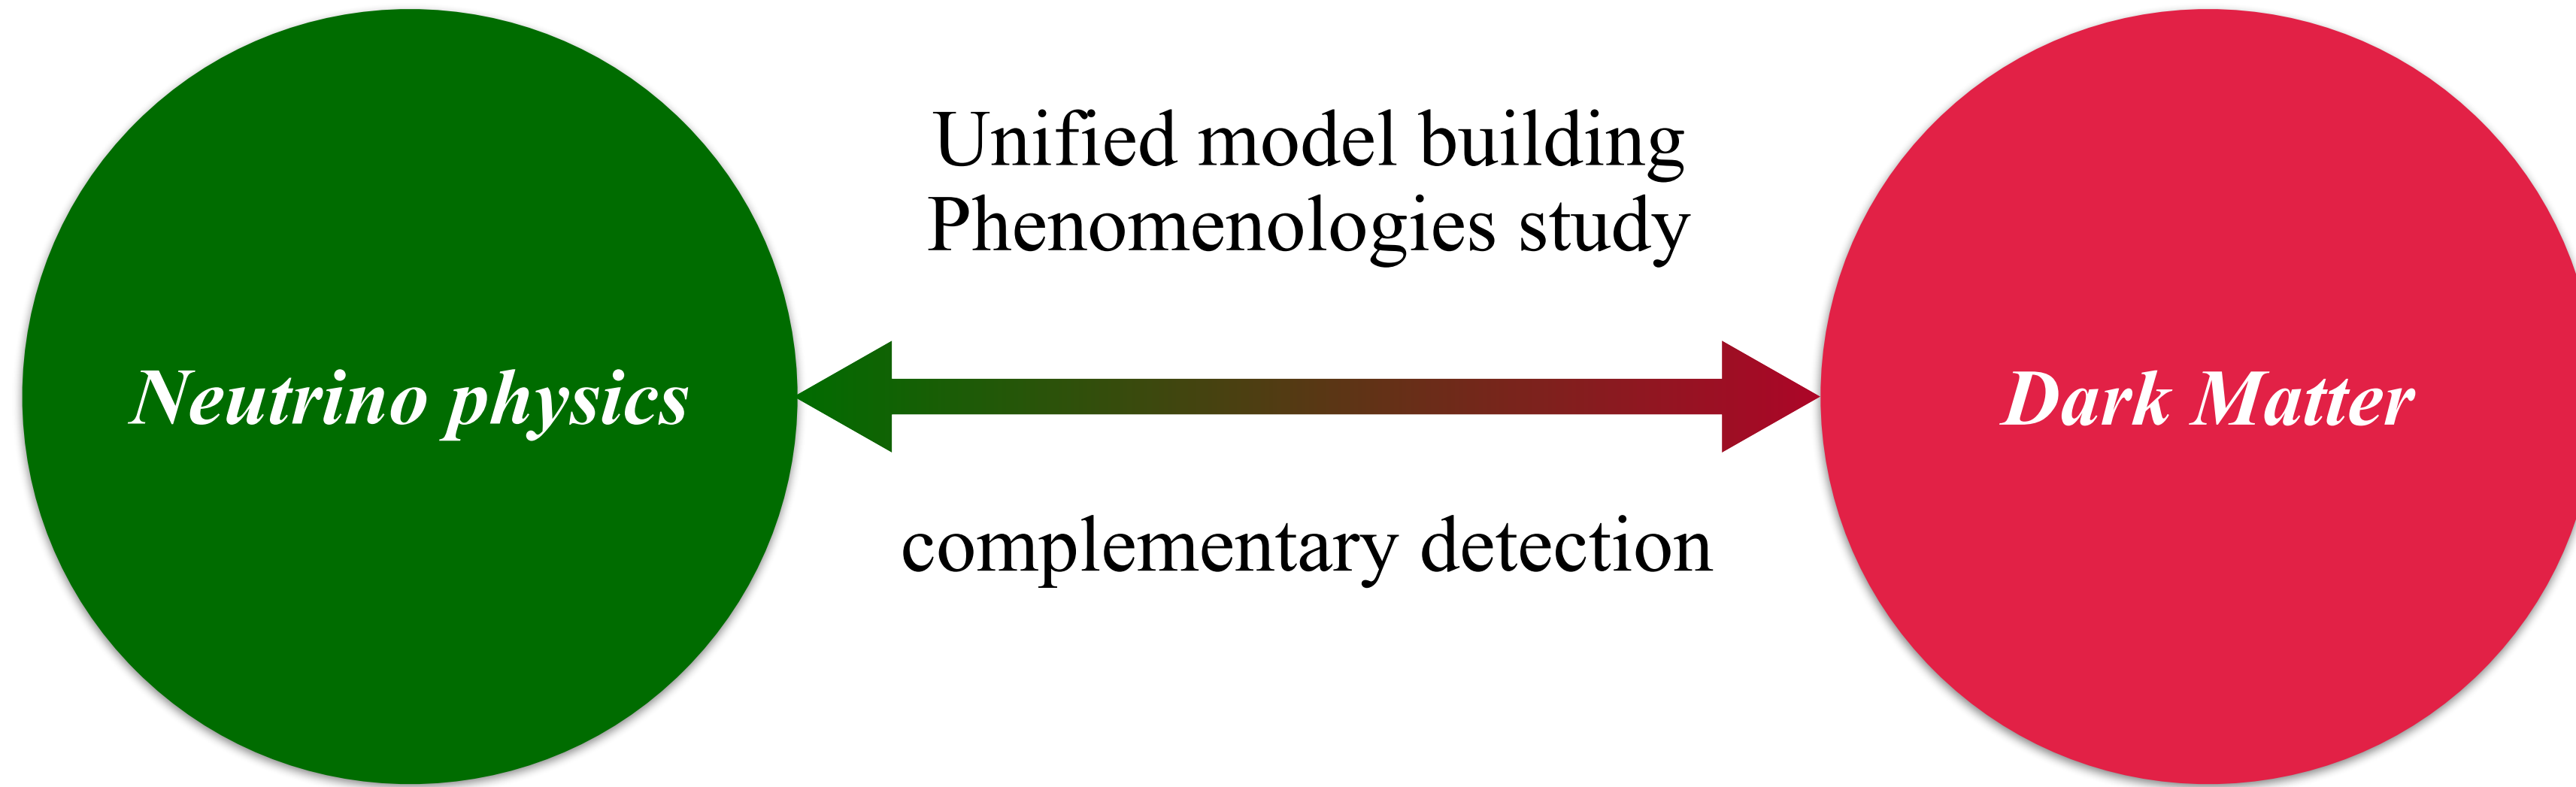 Unified model building
Phenomenologies study
Neutrino physics
Dark Matter
complementary detection